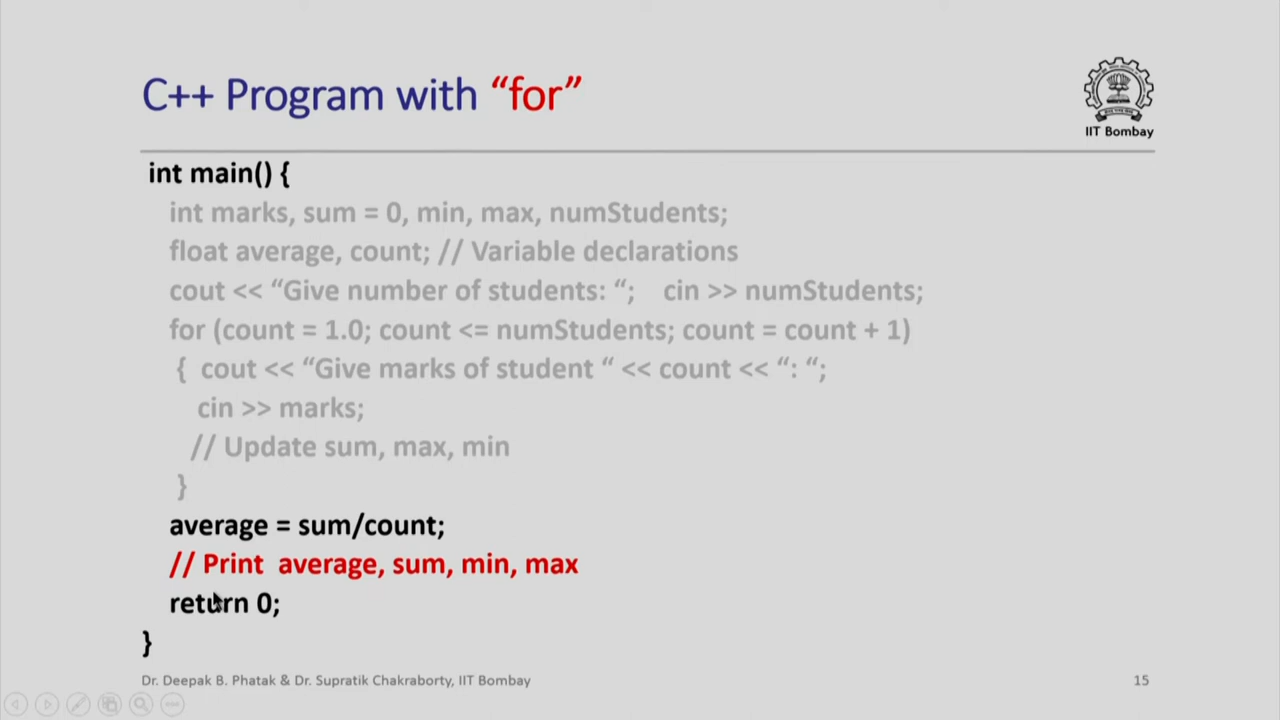 C++ Program with “for”
IIT Bombay
int main() {
int marks, sum = 0, min, max, numStudents;
float average, count; // Variable declarations
cout << “Give number of students: “; cin >> numStudents;
for (count = 1.0; count <= numStudents; count = count + 1)
{ cout << “Give marks of student “ << count << “: “;
cin >> marks;
// Update sum, max, min
}
average = sum/count;
// Print average, sum, min, max
return 0;
}
Dr. Deepak B. Phatak & Dr. Supratik Chakraborty, IIT Bombay
15